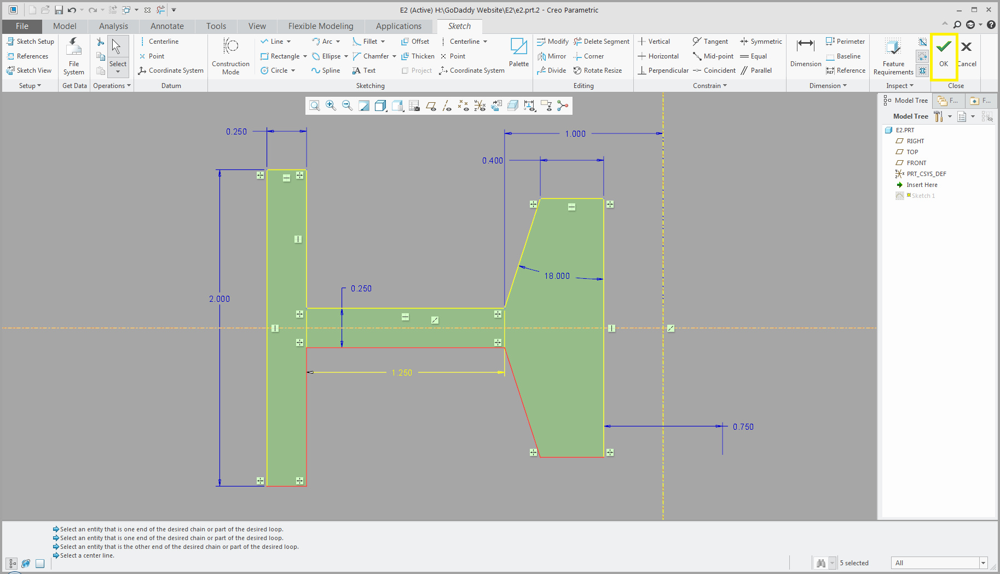 E2 (Active) H:\GoDaddy Website\E2\e2.prt.2 - Creo Parametric
File Model Analysis Annotate Tools View Flexible Modeling Applications Sketch
Sketch Setup
References
Sketch View
Setup
File
System
Get Data
Select
Operations
Centerline
Point
Coordinate System
Datum
Construction
Mode
Line Arc Fillet Offset Centerline
Rectangle Ellipse Chamfer Thicken Point
Circle Spline Text Project Coordinate System
Palette
Sketching
Modify Delete Segment
Mirror Corner
Divide Rotate Resize
Editing
Vertical Tangent Symmetric
Horizontal Mid-point Equal
Perpendicular Coincident Parallel
Constrain
Dimension
Perimeter
Baseline
REF Reference
Dimension
Feature
Requirements
Inspect
OK
Cancel
Close
Model Tree F... F...
Model Tree
E2.PRT
RIGHT
TOP
FRONT
PRT_CSYS_DEF
Insert Here
Sketch 1
0.250
1.000
0.400
18.000
0.250
2.000
1.250
0.750
Select an entity that is one end of the desired chain or part of the desired loop.
Select an entity that is one end of the desired chain or part of the desired loop.
Select an entity that is the other end of the desired chain or part of the desired loop.
Select a center line.
5 selected
All